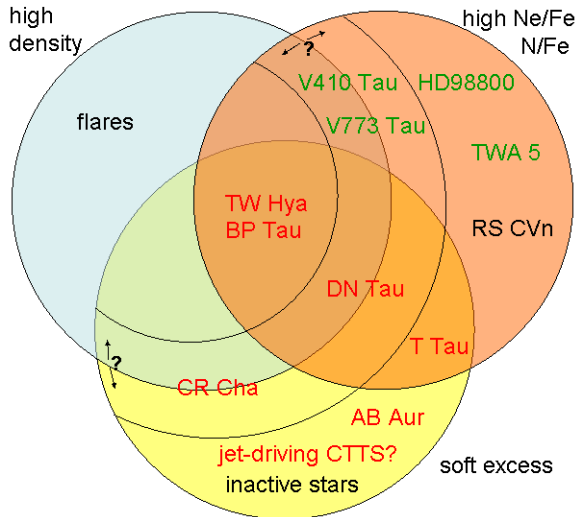 high
density
high Ne/Fe
N/Fe
?
V410 Tau
HD98800
flares
V773 Tau
TWA 5
TW Hya
BP Tau
RS CVn
DN Tau
T Tau
?
CR Cha
AB Aur
jet-driving CTTS?
inactive stars
soft excess